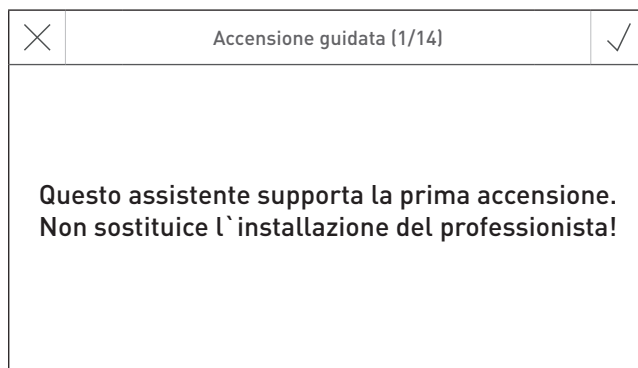 Accensione guidata (1/14)
Questo assistente supporta la prima accensione.
Non sostituice l`installazione del professionista!